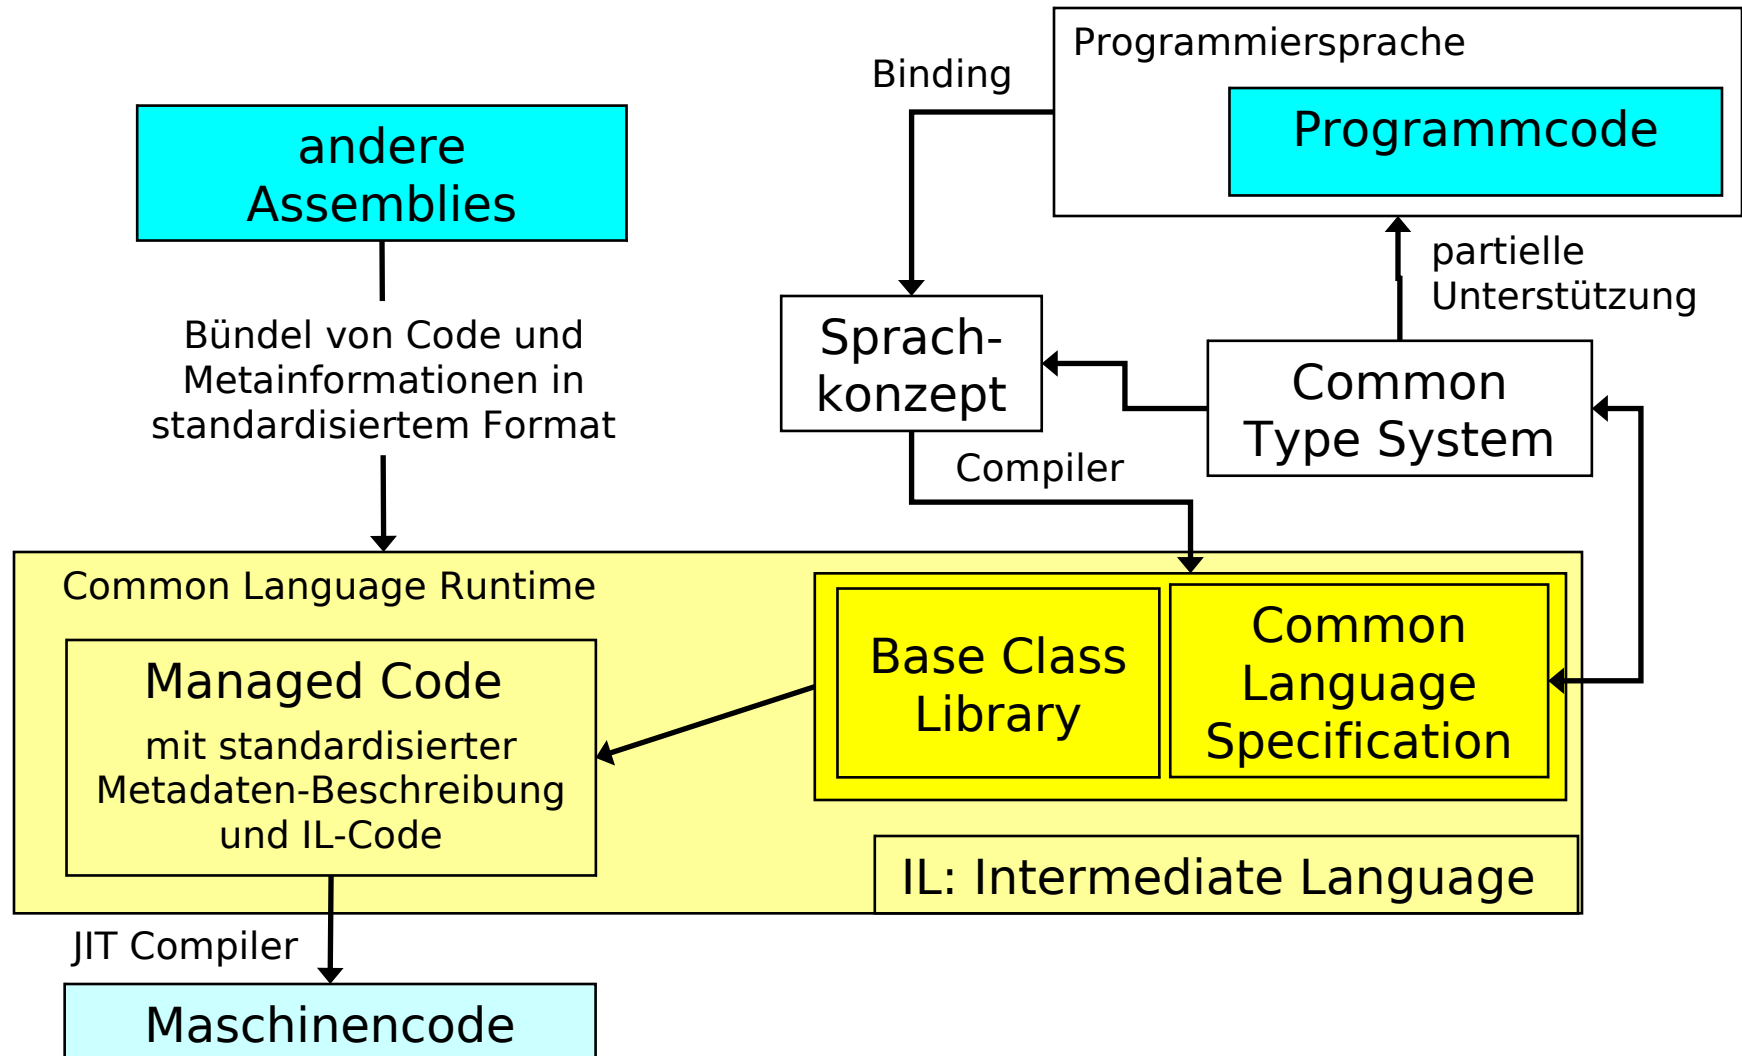 Programmiersprache
Binding
Programmcode
andere
Assemblies
partielle
Unterstützung
Bündel von Code und
Metainformationen in
standardisiertem Format
Sprach-
konzept
Common
Type System
Compiler
Common Language Runtime
Managed Code
mit standardisierter
Metadaten-Beschreibung
und IL-Code
Base Class
Library
Common
Language
Specification
IL: Intermediate Language
JIT Compiler
Maschinencode